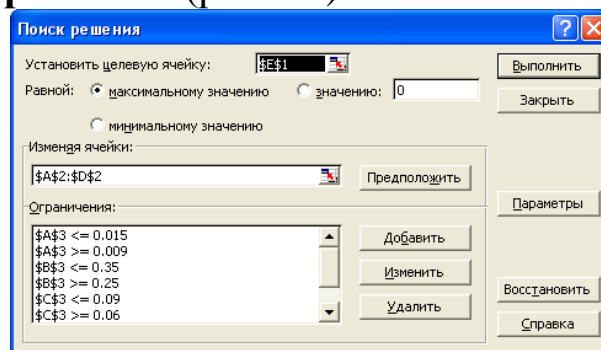 Поиск решения
Установить целевую ячейку: $E$1 Выполнить
Равной: максимальному значению значению: 0 Закрыть
минимальному значению
Изменяя ячейки:
$A$2:$D$2 Предположить
Ограничения: Параметры
$A$3 <= 0.015 Добавить
$A$3 >= 0.009
$B$3 <= 0.35 Изменить
$B$3 >= 0.25 Восстановить
$C$3 <= 0.09 Удалить
$C$3 >= 0.06 Справка